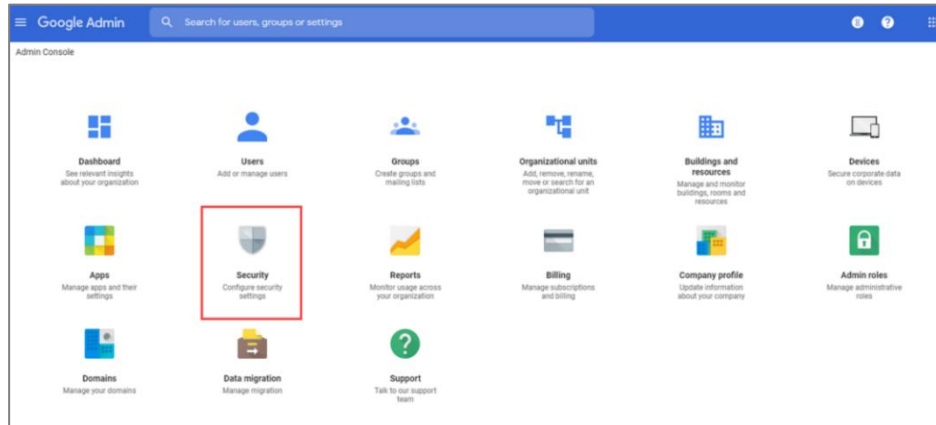 Google Admin
Search for users, groups or settings
Admin Console
Dashboard
See relevant insights
about your organization
Users
Add or manage users
Groups
Create groups and
mailing lists
Organizational units
Add, remove, rename,
move or search for an
organizational unit
Buildings and
resources
Manage and monitor
buildings, rooms and
resources
Devices
Secure corporate data
on devices
Apps
Manage apps and their
settings
Security
Configure security
settings
Reports
Monitor usage across
your organization
Billing
Manage subscriptions
and billing
Company profile
Update information
about your company
Admin roles
Manage administrative
roles
Domains
Manage your domains
Data migration
Manage migration
Support
Talk to our support
team